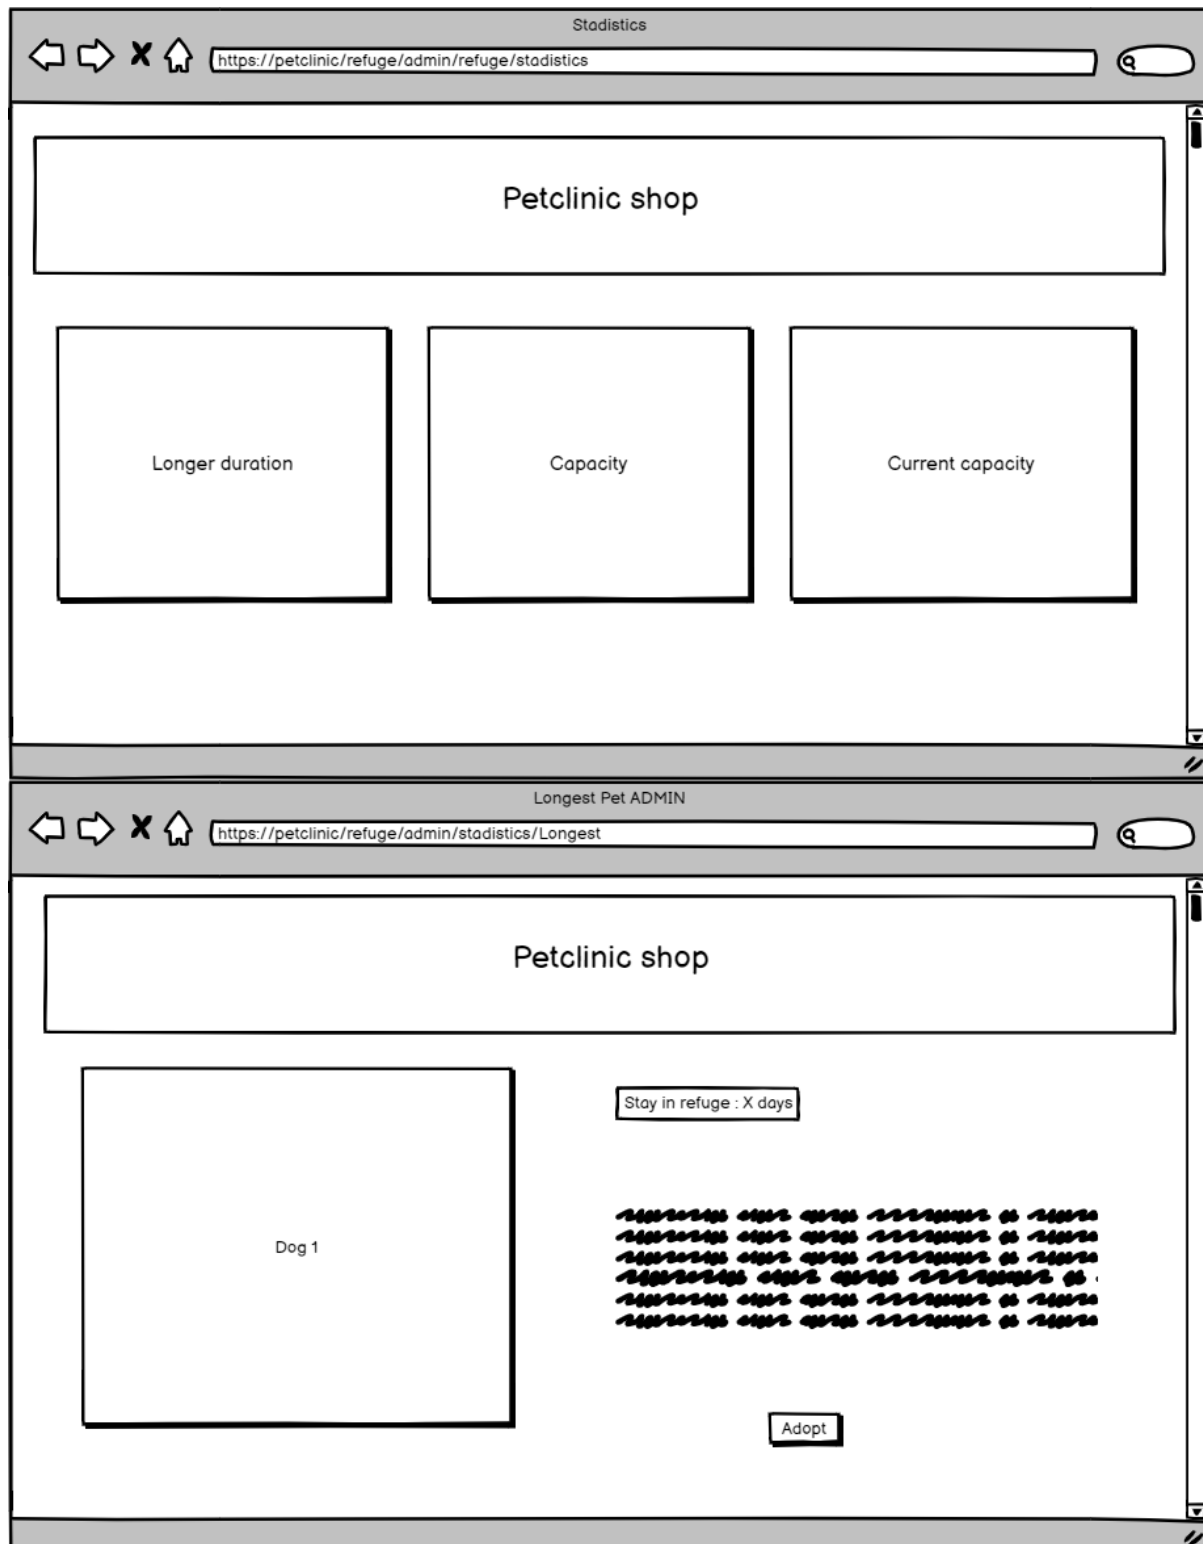 Stadistics
https://petclinic/refuge/admin/refuge/stadistics
Petclinic shop
Longer duration
Capacity
Current capacity
Longest Pet ADMIN
https://petclinic/refuge/admin/stadistics/Longest
Petclinic shop
Stay in refuge : X days
Dog 1
Adopt